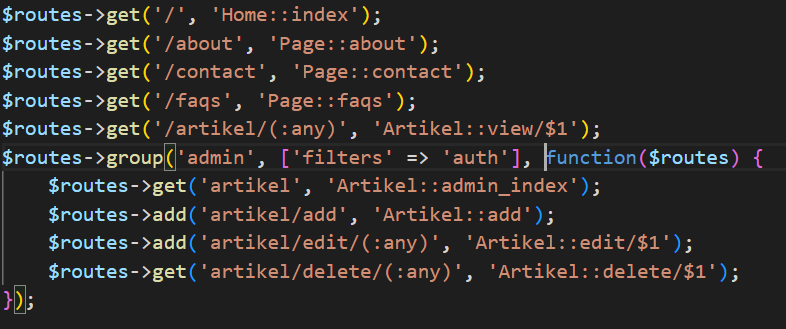 $routes->get('/', 'Home::index');
$routes->get('/about', 'Page::about');
$routes->get('/contact', 'Page::contact');
$routes->get('/faqs', 'Page::faqs');
$routes->get('/artikel/(:any)', 'Artikel::view/$1');
$routes->group('admin', ['filters' => 'auth'], function($routes) {
    $routes->get('artikel', 'Artikel::admin_index');
    $routes->add('artikel/add', 'Artikel::add');
    $routes->add('artikel/edit/(:any)', 'Artikel::edit/$1');
    $routes->get('artikel/delete/(:any)', 'Artikel::delete/$1');
});